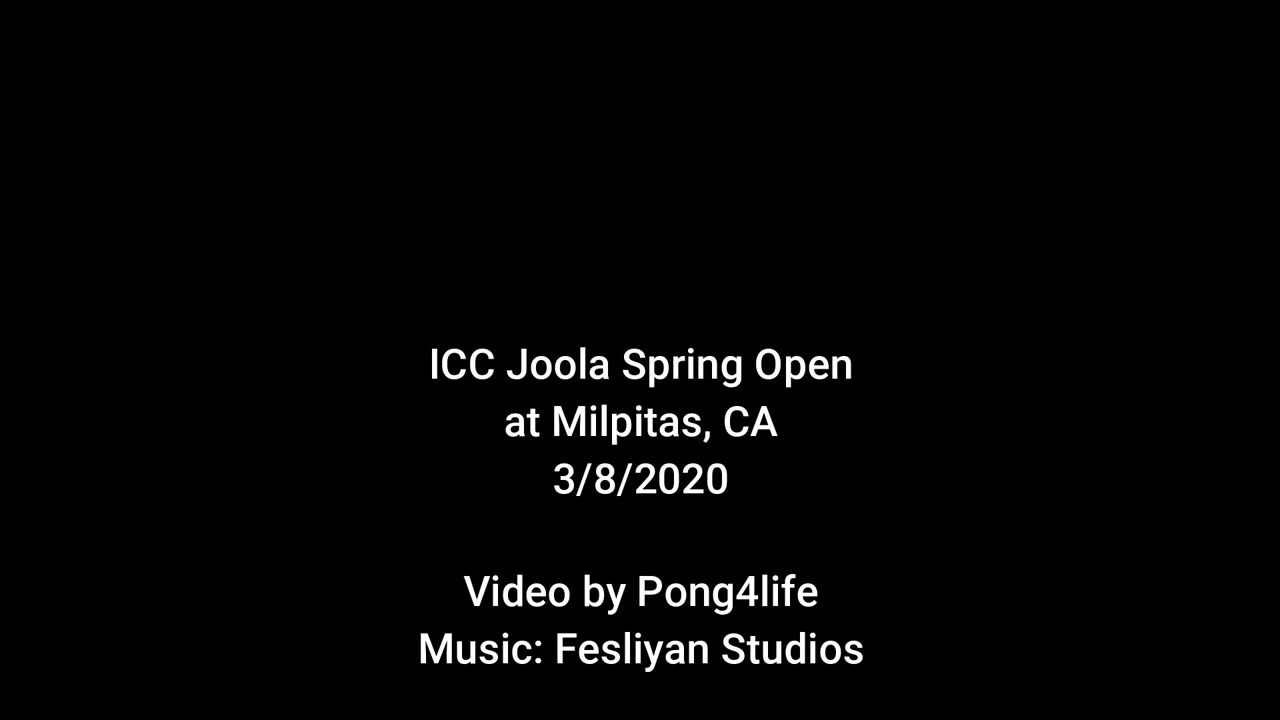 ICC Joola Spring Open
at Milpitas, CA
3/8/2020
Video by Pong4life
Music: Fesliyan Studios